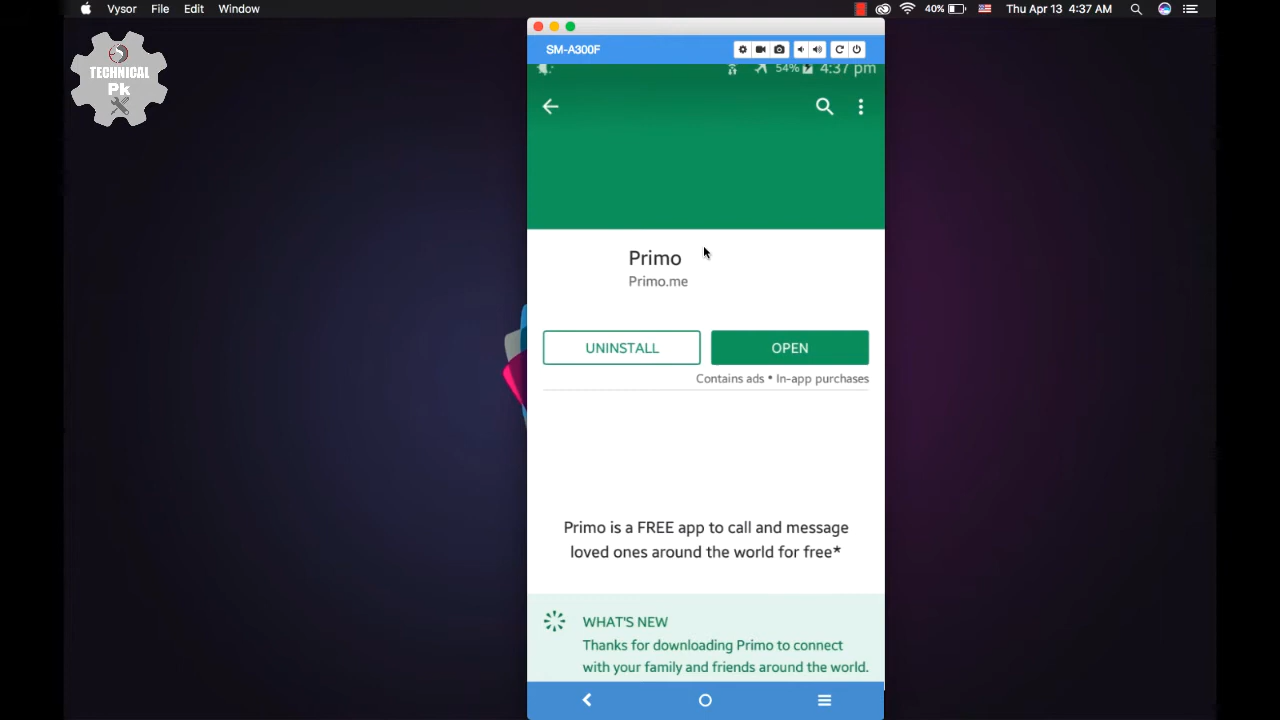 Vysor File Edit Window 40% Thu Apr 13 4:37 AM
TECHNICAL
Pk
SM-A300F
54% 4:37 pm
Primo
Primo.me
UNINSTALL OPEN
Contains ads • In-app purchases
Primo is a FREE app to call and message
loved ones around the world for free*
WHAT'S NEW
Thanks for downloading Primo to connect
with your family and friends around the world.